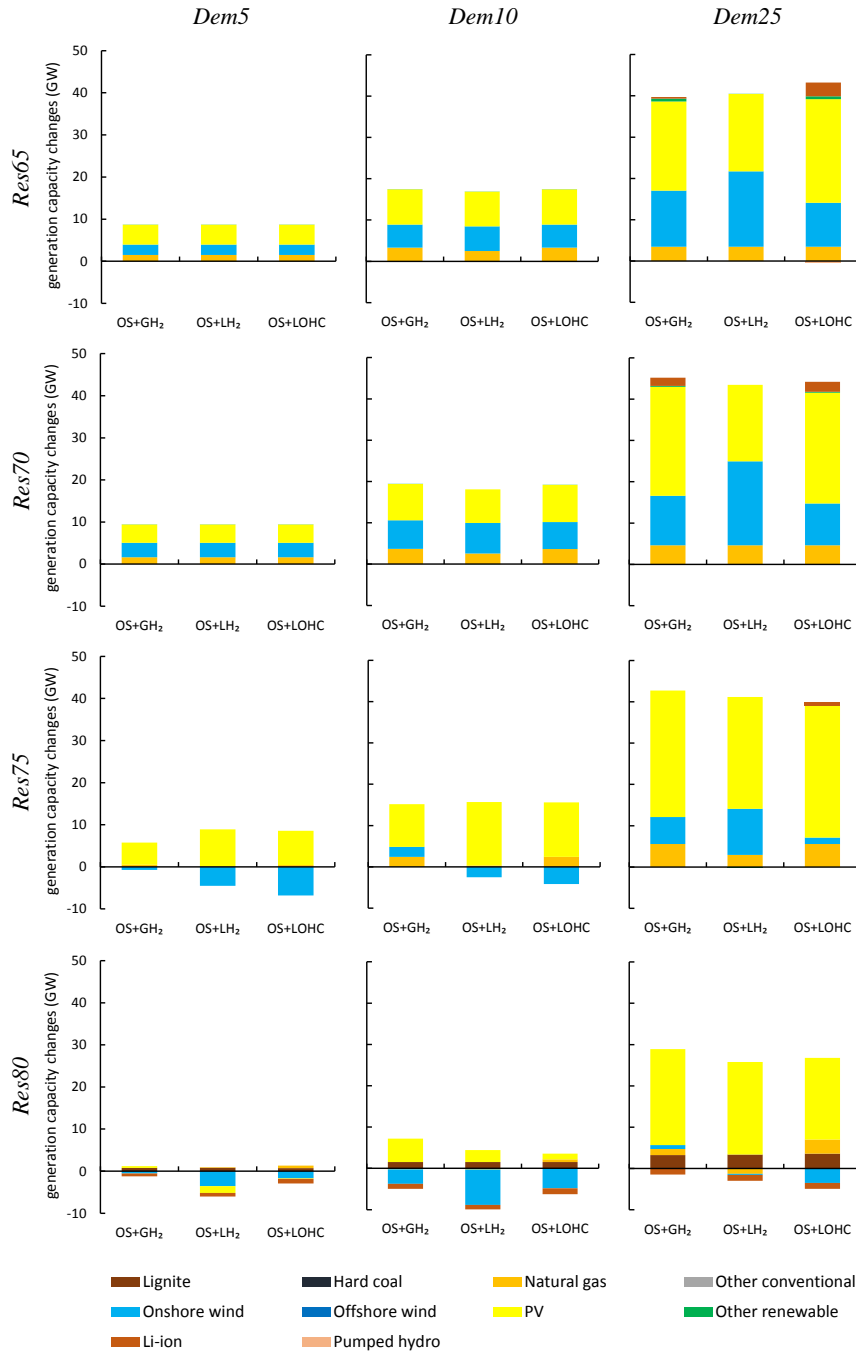 Dem5 Dem10 Dem25
Res65
generation capacity changes (GW)
50
40
30
20
10
0
-10
OS+GH₂ OS+LH₂ OS+LOHC OS+GH₂ OS+LH₂ OS+LOHC OS+GH₂ OS+LH₂ OS+LOHC
Res70
generation capacity changes (GW)
50
40
30
20
10
0
-10
OS+GH₂ OS+LH₂ OS+LOHC OS+GH₂ OS+LH₂ OS+LOHC OS+GH₂ OS+LH₂ OS+LOHC
Res75
generation capacity changes (GW)
50
40
30
20
10
0
-10
OS+GH₂ OS+LH₂ OS+LOHC OS+GH₂ OS+LH₂ OS+LOHC OS+GH₂ OS+LH₂ OS+LOHC
Res80
generation capacity changes (GW)
50
40
30
20
10
0
-10
OS+GH₂ OS+LH₂ OS+LOHC OS+GH₂ OS+LH₂ OS+LOHC OS+GH₂ OS+LH₂ OS+LOHC
Lignite Hard coal Natural gas Other conventional
Onshore wind Offshore wind PV Other renewable
Li-ion Pumped hydro